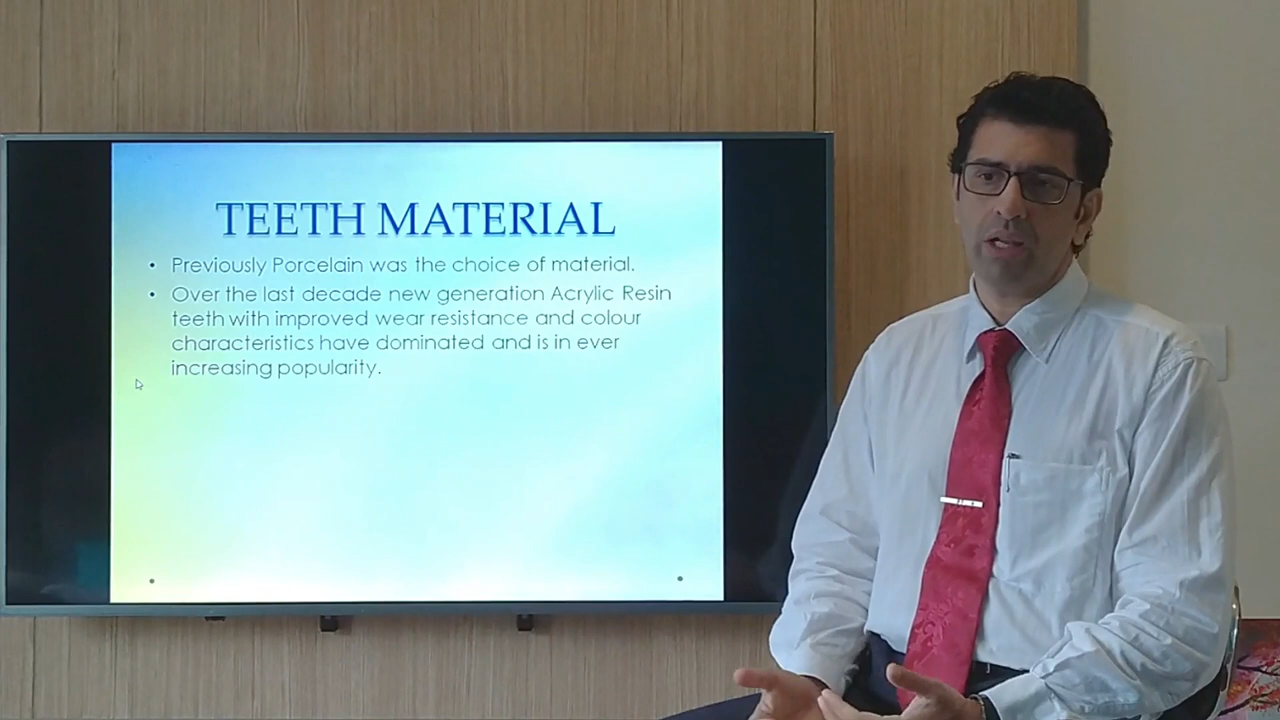 TEETH MATERIAL
• Previously Porcelain was the choice of material.
• Over the last decade new generation Acrylic Resin
teeth with improved wear resistance and colour
characteristics have dominated and is in ever
increasing popularity.